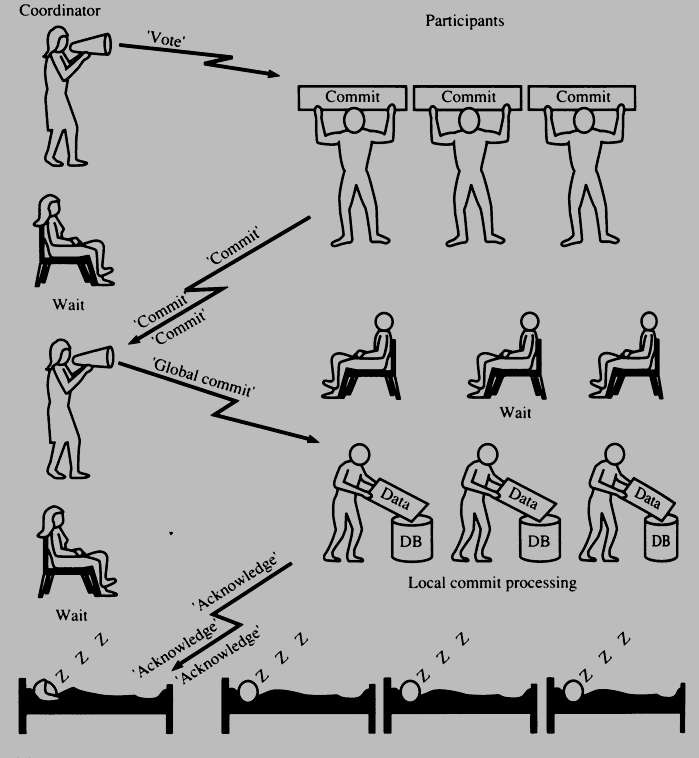 Coordinator
Participants
'Vote'
Commit
Commit
Commit
'Commit'
'Commit'
'Commit'
Wait
'Global commit'
Wait
Data
Data
Data
DB
DB
DB
Local commit processing
Wait
'Acknowledge'
'Acknowledge'
'Acknowledge'
Z Z Z
Z Z Z
Z Z Z
Z Z Z